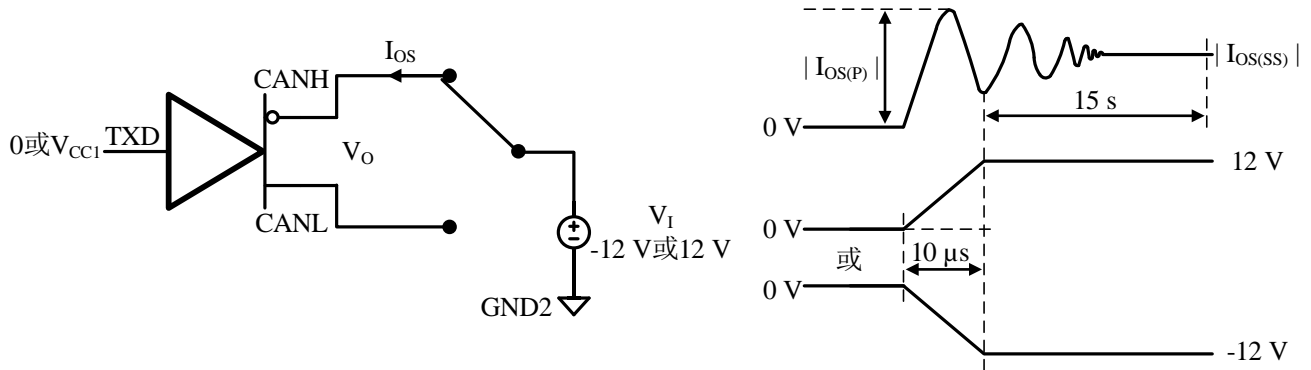 I_OS
CANH
0或V_CC1
TXD
V_O
CANL
V_I
-12 V或12 V
GND2
| I_OS(P) |
| I_OS(SS) |
15 s
0 V
12 V
0 V
或
10 µs
0 V
-12 V